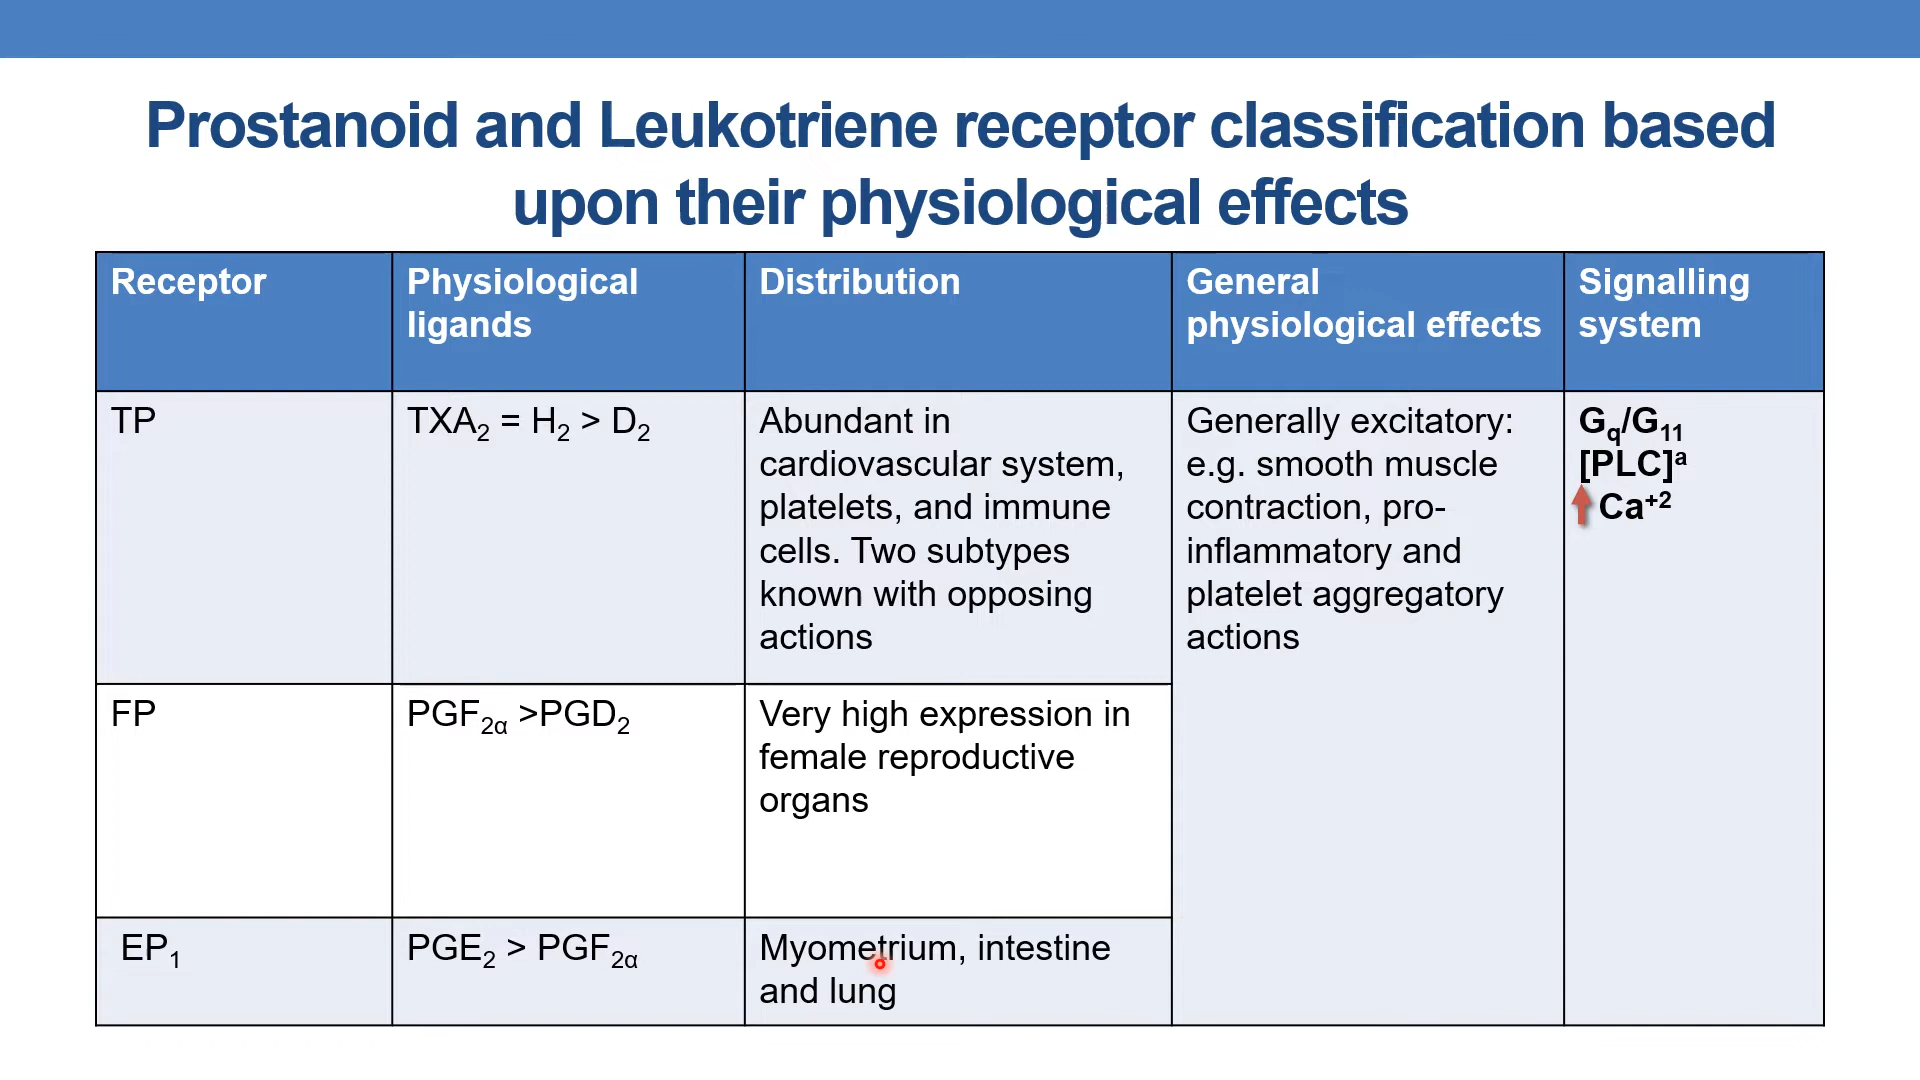 Prostanoid and Leukotriene receptor classification based
upon their physiological effects
Receptor
Physiological
ligands
Distribution
General
physiological effects
Signalling
system
TP
TXA₂ = H₂ > D₂
Abundant in
cardiovascular system,
platelets, and immune
cells. Two subtypes
known with opposing
actions
Generally excitatory:
e.g. smooth muscle
contraction, pro-
inflammatory and
platelet aggregatory
actions
Gq/G₁₁
[PLC]ᵃ
Ca⁺²
FP
PGF₂α >PGD₂
Very high expression in
female reproductive
organs
EP₁
PGE₂ > PGF₂α
Myometrium, intestine
and lung